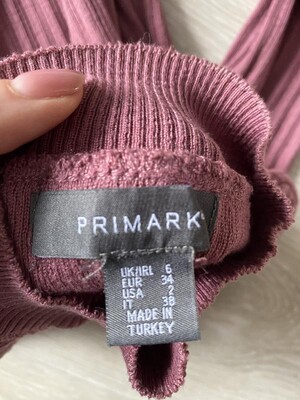 PRIMARK®
UK/IRL 6
EUR 34
USA 2
IT 38
MADE IN
TURKEY